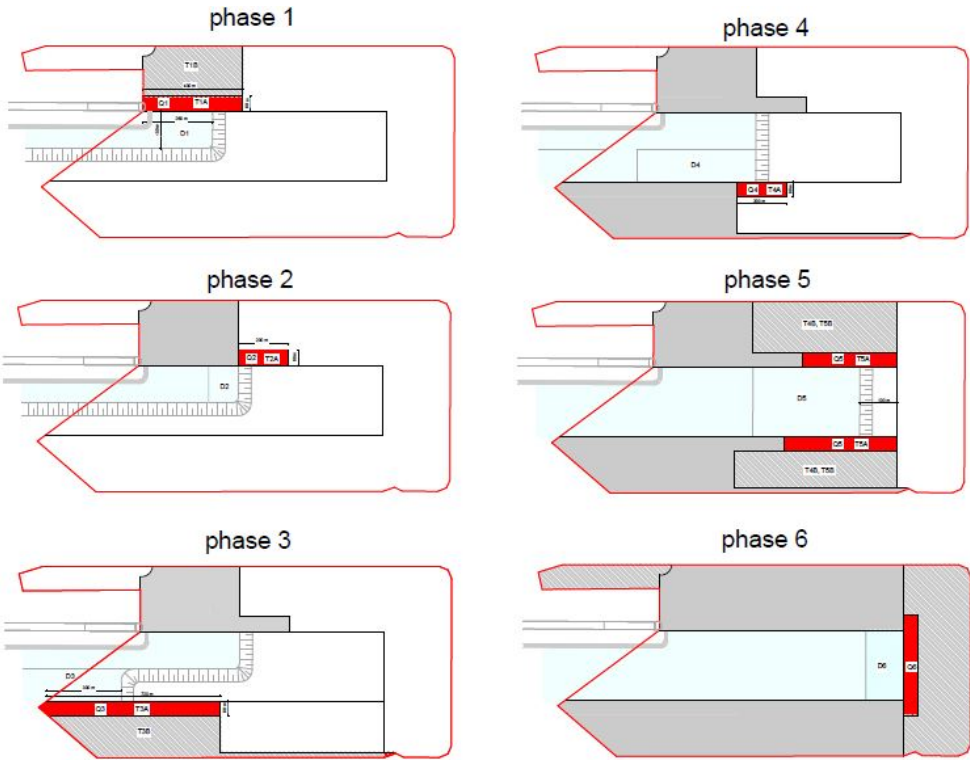 phase 1
T1B
Q1 T1A
D1
phase 2
Q2 T2A
D2
phase 3
D3
Q3 T3A
T3B
phase 4
D4
Q4 T4A
phase 5
T4B, T5B
Q5 T5A
D5
Q5 T5A
T4B, T5B
phase 6
D6
Q6